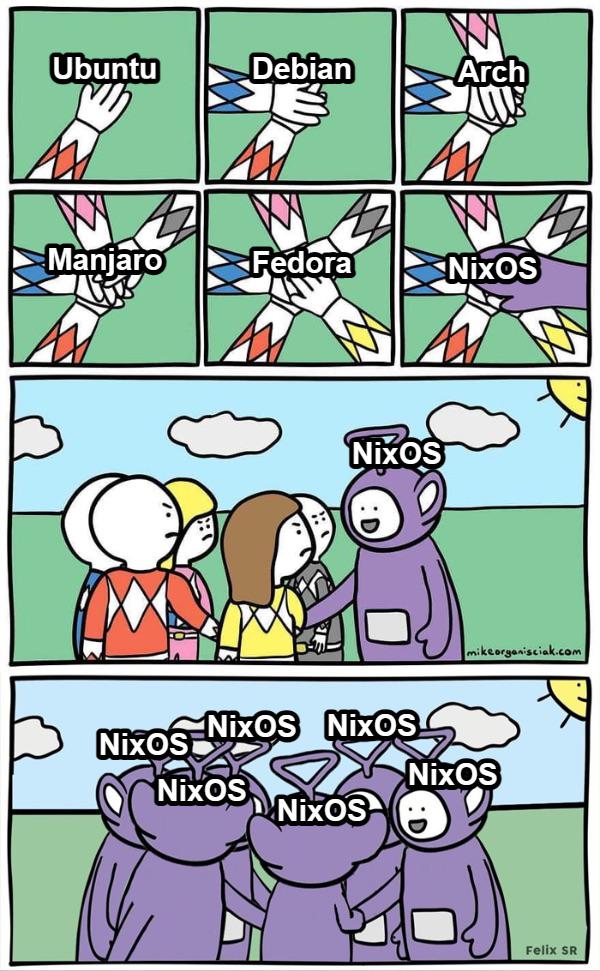 Ubuntu
Debian
Arch
Manjaro
Fedora
NixOS
NixOS
mikeorganisciak.com
NixOS
NixOS
NixOS
NixOS
NixOS
NixOS
Felix SR